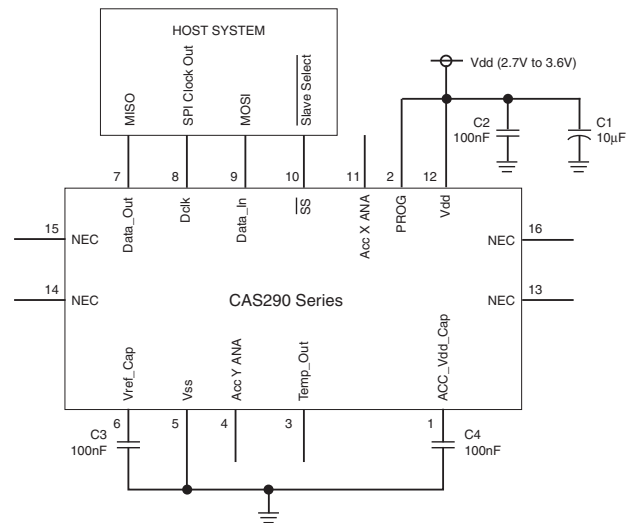 HOST SYSTEM
MISO
SPI Clock Out
MOSI
Slave Select
Vdd (2.7V to 3.6V)
C2
100nF
C1
10μF
7
8
9
10
11
2
12
Data_Out
Dclk
Data_In
SS
Acc X ANA
PROG
Vdd
15
NEC
NEC
16
14
NEC
NEC
13
CAS290 Series
Vref_Cap
Vss
Acc Y ANA
Temp_Out
ACC_Vdd_Cap
6
5
4
3
1
C3
100nF
C4
100nF